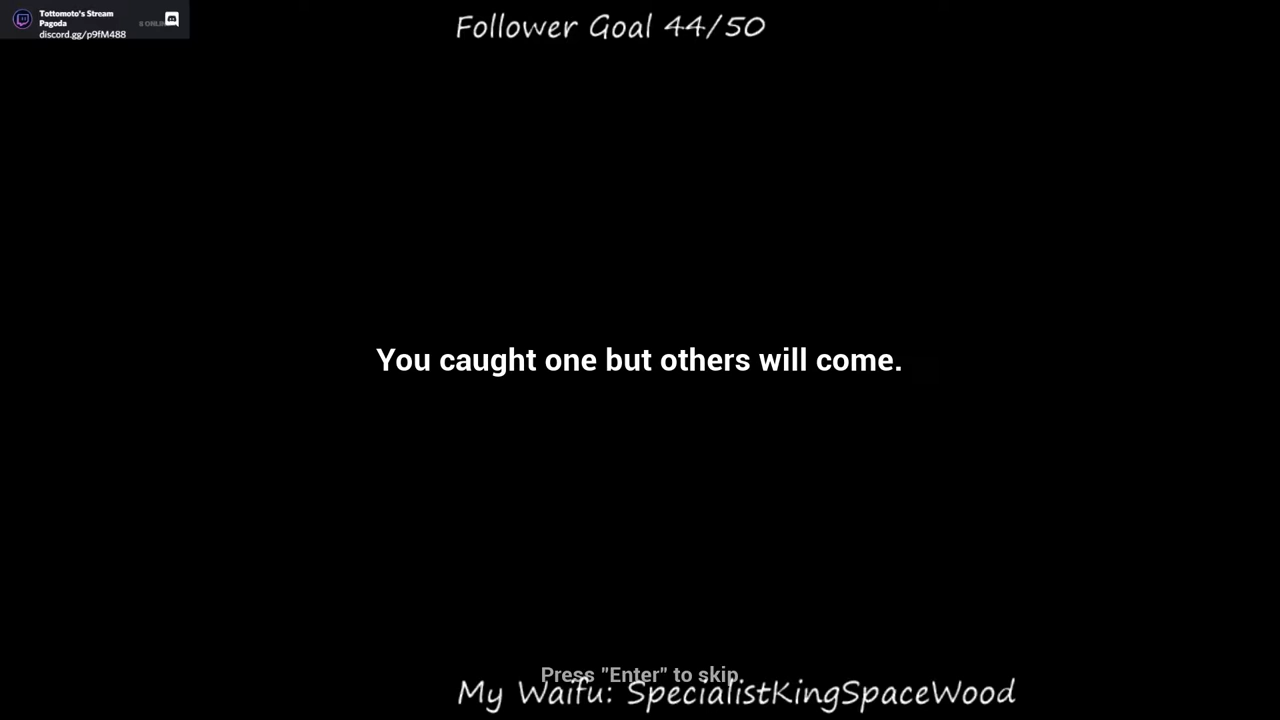 Tottomoto's Stream
Pagoda
discord.gg/p9fM488
Follower Goal 44/50
You caught one but others will come.
Press "Enter" to skip.
My Waifu: SpecialistKingSpaceWood